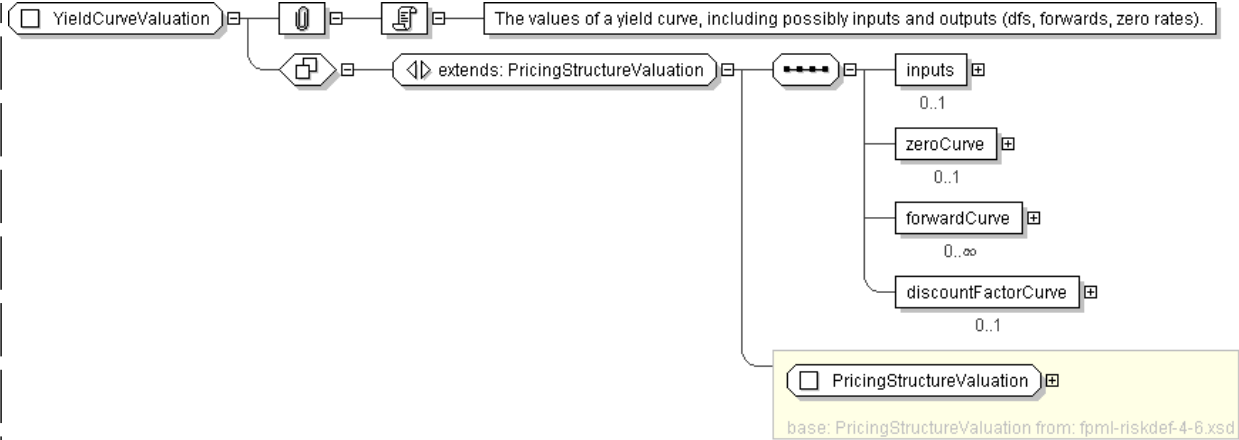 YieldCurveValuation
The values of a yield curve, including possibly inputs and outputs (dfs, forwards, zero rates).
extends: PricingStructureValuation
inputs
0..1
zeroCurve
0..1
forwardCurve
0..∞
discountFactorCurve
0..1
PricingStructureValuation
base: PricingStructureValuation from: fpml-riskdef-4-6.xsd